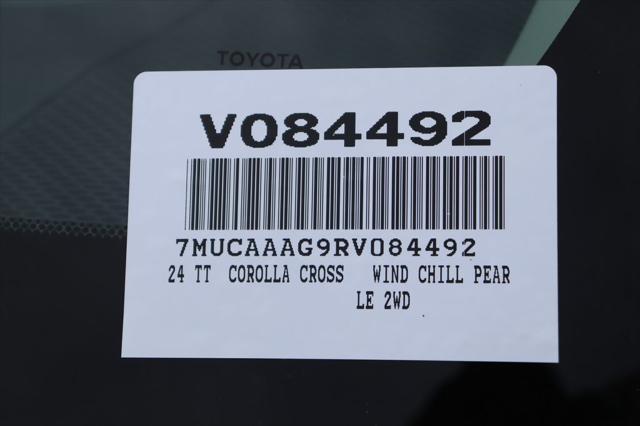 TOYOTA
V084492
7MUCAAAG9RV084492
24 TT COROLLA CROSS WIND CHILL PEAR
LE 2WD